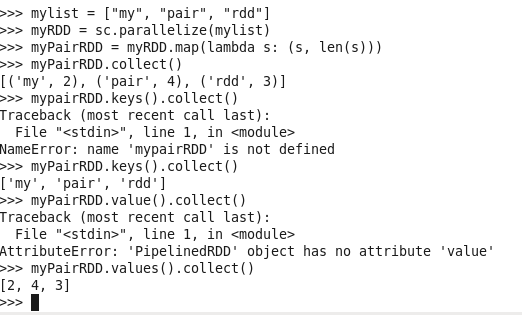 >>> mylist = ["my", "pair", "rdd"]
>>> myRDD = sc.parallelize(mylist)
>>> myPairRDD = myRDD.map(lambda s: (s, len(s)))
>>> myPairRDD.collect()
[('my', 2), ('pair', 4), ('rdd', 3)]
>>> mypairRDD.keys().collect()
Traceback (most recent call last):
  File "<stdin>", line 1, in <module>
NameError: name 'mypairRDD' is not defined
>>> myPairRDD.keys().collect()
['my', 'pair', 'rdd']
>>> myPairRDD.value().collect()
Traceback (most recent call last):
  File "<stdin>", line 1, in <module>
AttributeError: 'PipelinedRDD' object has no attribute 'value'
>>> myPairRDD.values().collect()
[2, 4, 3]
>>>